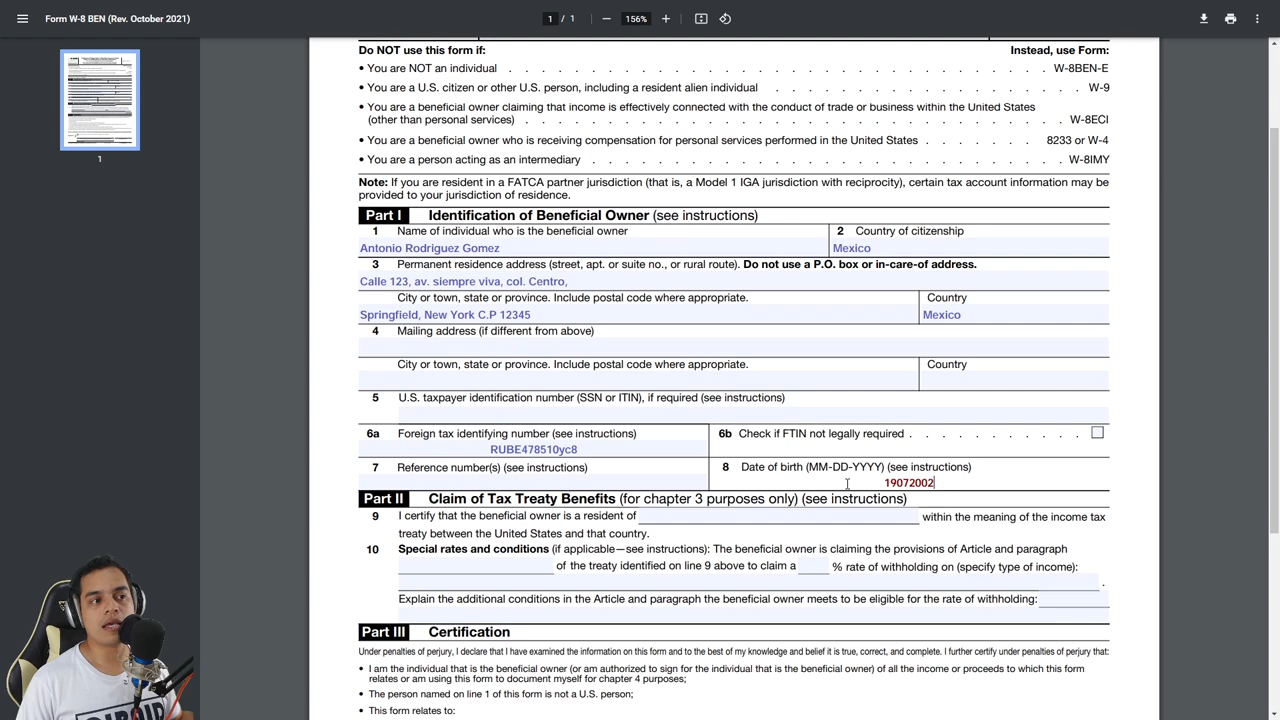 Form W-8 BEN (Rev. October 2021)
1 / 1
156%
1
Do NOT use this form if: Instead, use Form:
• You are NOT an individual . . . . . . . . . . W-8BEN-E
• You are a U.S. citizen or other U.S. person, including a resident alien individual . . . . . . . . . . W-9
• You are a beneficial owner claiming that income is effectively connected with the conduct of trade or business within the United States
(other than personal services) . . . . . . . . . . W-8ECI
• You are a beneficial owner who is receiving compensation for personal services performed in the United States . . . . . . . 8233 or W-4
• You are a person acting as an intermediary . . . . . . . . . . W-8IMY
Note: If you are resident in a FATCA partner jurisdiction (that is, a Model 1 IGA jurisdiction with reciprocity), certain tax account information may be
provided to your jurisdiction of residence.
Part I Identification of Beneficial Owner (see instructions)
1 Name of individual who is the beneficial owner 2 Country of citizenship
Antonio Rodriguez Gomez Mexico
3 Permanent residence address (street, apt. or suite no., or rural route). Do not use a P.O. box or in-care-of address.
Calle 123, av. siempre viva, col. Centro,
City or town, state or province. Include postal code where appropriate. Country
Springfield, New York C.P 12345 Mexico
4 Mailing address (if different from above)
City or town, state or province. Include postal code where appropriate. Country
5 U.S. taxpayer identification number (SSN or ITIN), if required (see instructions)
6a Foreign tax identifying number (see instructions) 6b Check if FTIN not legally required . . . . . . . . . .
RUBE478510yc8
7 Reference number(s) (see instructions) 8 Date of birth (MM-DD-YYYY) (see instructions)
19072002
Part II Claim of Tax Treaty Benefits (for chapter 3 purposes only) (see instructions)
9 I certify that the beneficial owner is a resident of within the meaning of the income tax
treaty between the United States and that country.
10 Special rates and conditions (if applicable—see instructions): The beneficial owner is claiming the provisions of Article and paragraph
of the treaty identified on line 9 above to claim a % rate of withholding on (specify type of income):
.
Explain the additional conditions in the Article and paragraph the beneficial owner meets to be eligible for the rate of withholding:
Part III Certification
Under penalties of perjury, I declare that I have examined the information on this form and to the best of my knowledge and belief it is true, correct, and complete. I further certify under penalties of perjury that:
• I am the individual that is the beneficial owner (or am authorized to sign for the individual that is the beneficial owner) of all the income or proceeds to which this form
relates or am using this form to document myself for chapter 4 purposes;
• The person named on line 1 of this form is not a U.S. person;
• This form relates to: